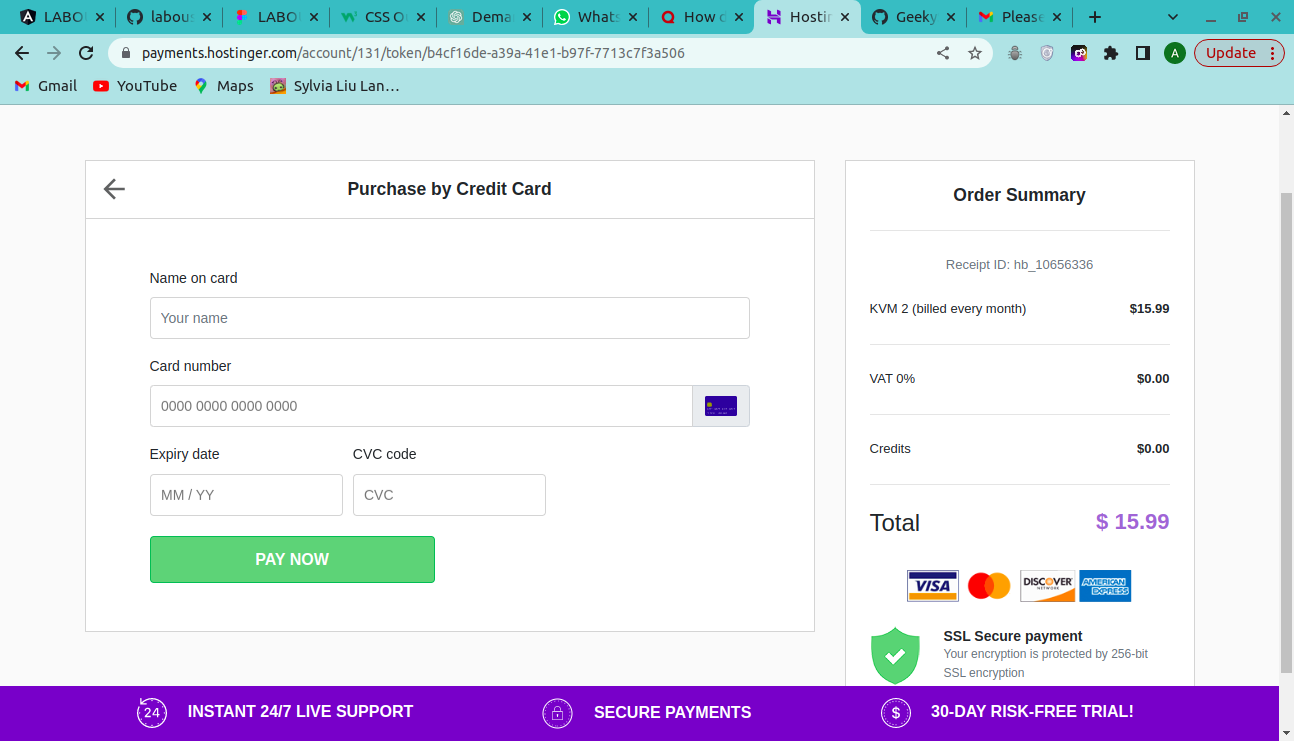 LABO
labous
LABO
CSS O
Dema
Whats
How d
Hostin
Geeky
Please
payments.hostinger.com/account/131/token/b4cf16de-a39a-41e1-b97f-7713c7f3a506
A
Update
Gmail
YouTube
Maps
Sylvia Liu Lan…
Purchase by Credit Card
Name on card
Your name
Card number
0000 0000 0000 0000
Expiry date
CVC code
MM / YY
CVC
PAY NOW
Order Summary
Receipt ID: hb_10656336
KVM 2 (billed every month) $15.99
VAT 0% $0.00
Credits $0.00
Total $ 15.99
VISA
DISCOVER
NETWORK
AMERICAN
EXPRESS
SSL Secure payment
Your encryption is protected by 256-bit
SSL encryption
24 INSTANT 24/7 LIVE SUPPORT
SECURE PAYMENTS
$ 30-DAY RISK-FREE TRIAL!